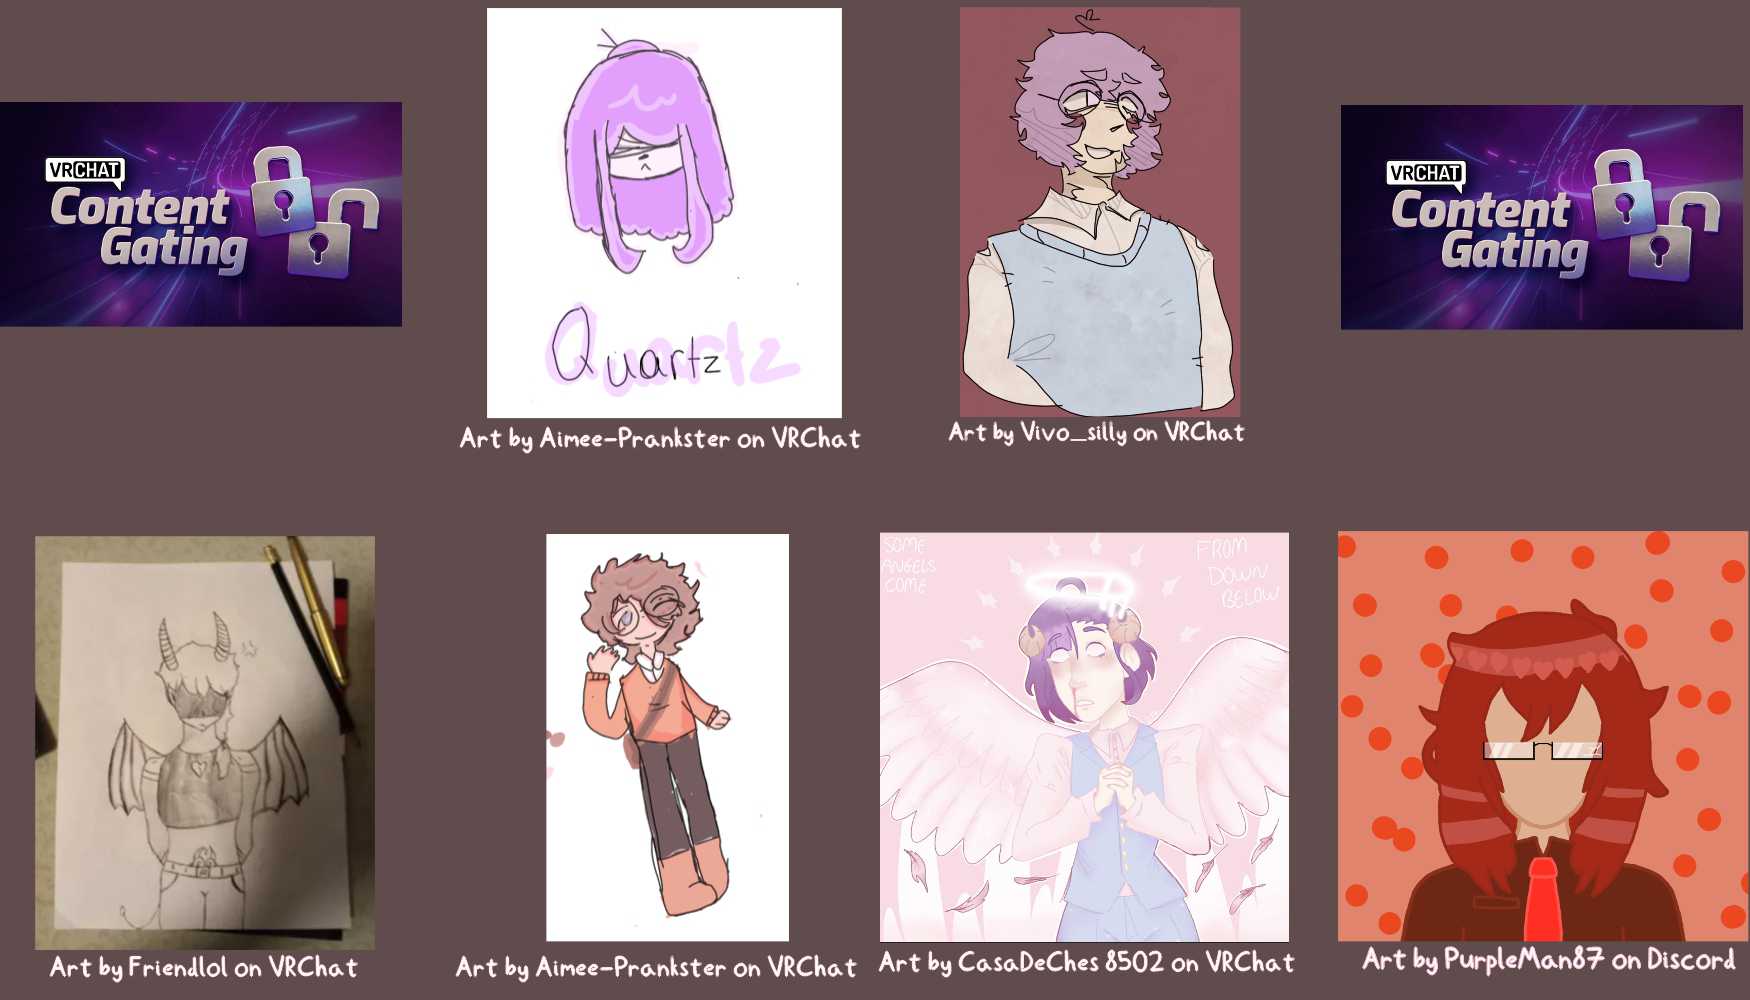 VRCHAT
Content
Gating
Quartz
Art by Aimee-Prankster on VRChat
Art by Vivo_silly on VRChat
VRCHAT
Content
Gating
Art by Friendlol on VRChat
Art by Aimee-Prankster on VRChat
SOME
ANGELS
COME
FROM
DOWN
BELOW
Art by CasaDeChes 8502 on VRChat
Art by PurpleMan87 on Discord